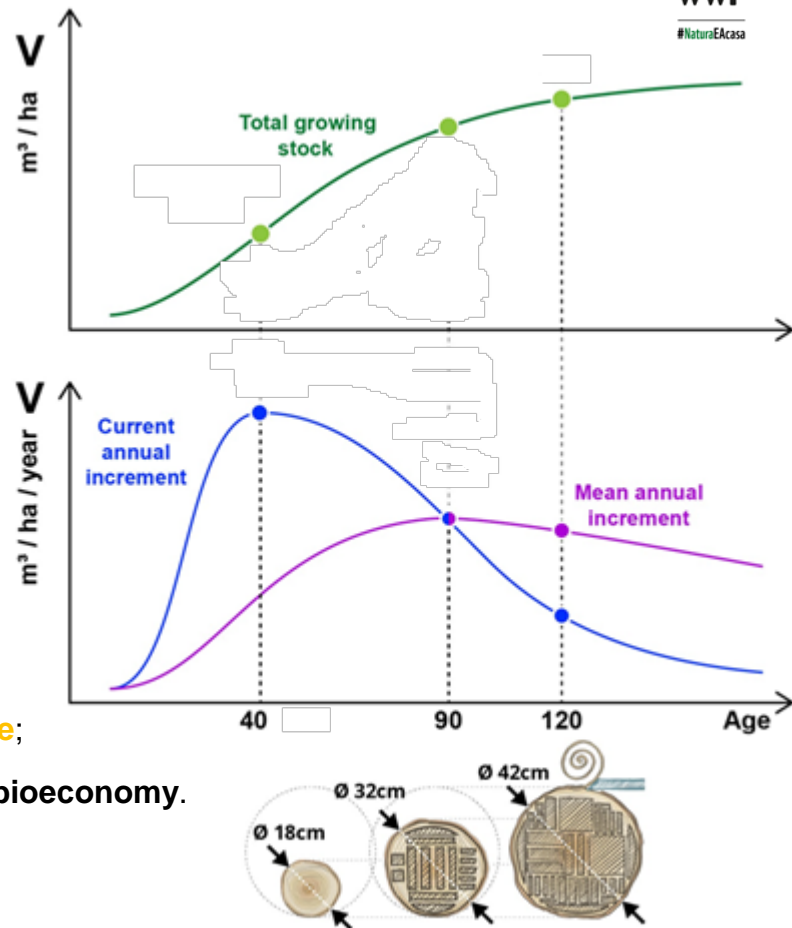 #NaturaEAcasa
V
m³ / ha
Total growing
stock
V
m³ / ha / year
Current
annual
increment
Mean annual
increment
40
90
120
Age
e;
bioeconomy.
Ø 18cm
Ø 32cm
Ø 42cm